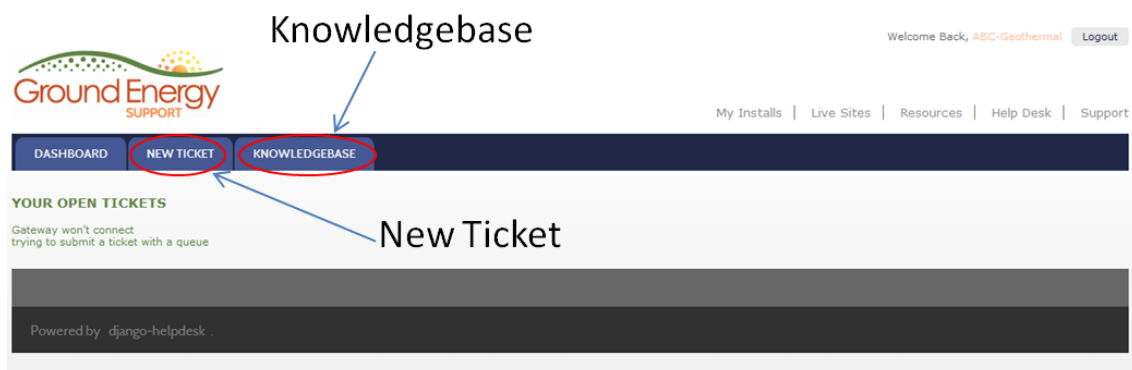 Knowledgebase
Welcome Back, ABC-Geothermal Logout
Ground Energy
SUPPORT
My Installs | Live Sites | Resources | Help Desk | Support
DASHBOARD NEW TICKET KNOWLEDGEBASE
YOUR OPEN TICKETS
Gateway won't connect
trying to submit a ticket with a queue
New Ticket
Powered by django-helpdesk .